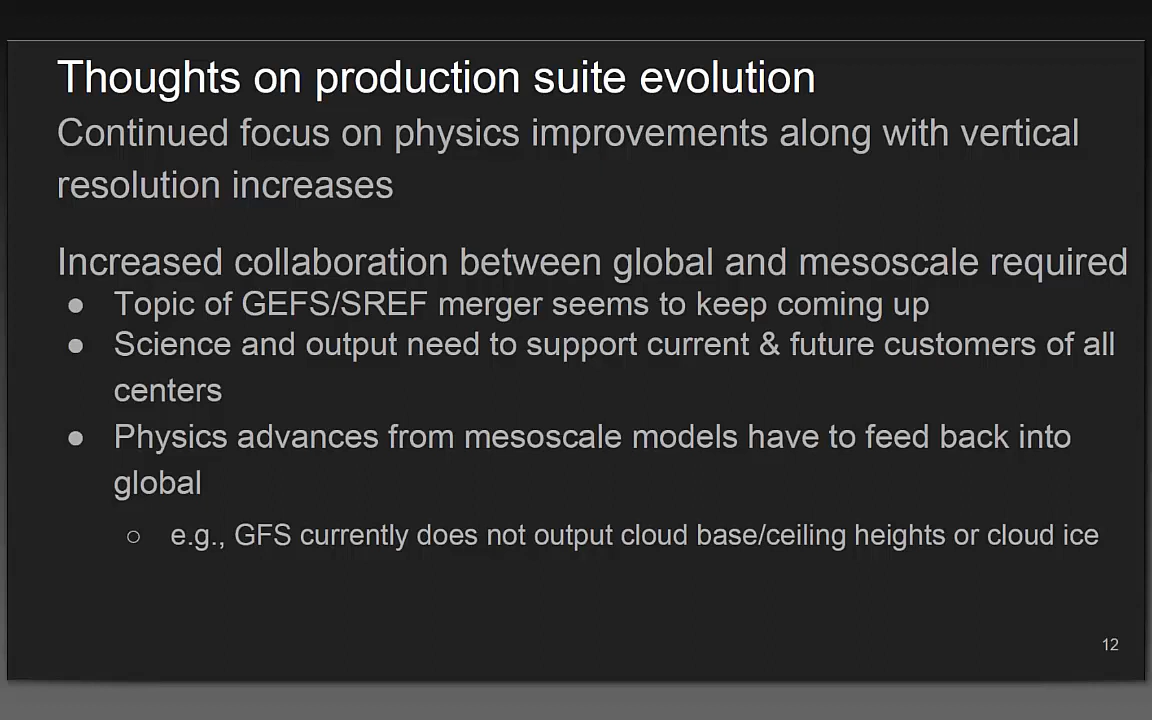 Thoughts on production suite evolution
Continued focus on physics improvements along with vertical
resolution increases
Increased collaboration between global and mesoscale required
● Topic of GEFS/SREF merger seems to keep coming up
● Science and output need to support current & future customers of all
centers
● Physics advances from mesoscale models have to feed back into
global
○ e.g., GFS currently does not output cloud base/ceiling heights or cloud ice
12